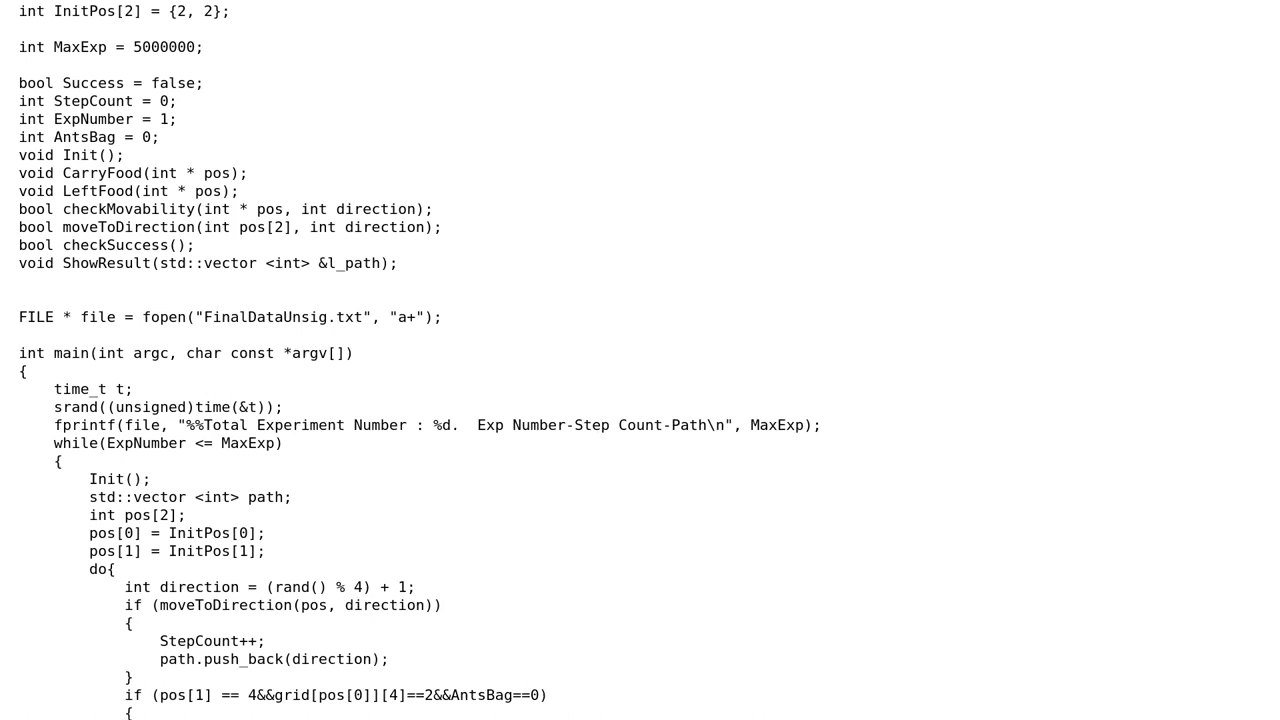 int InitPos[2] = {2, 2};
int MaxExp = 5000000;
bool Success = false;
int StepCount = 0;
int ExpNumber = 1;
int AntsBag = 0;
void Init();
void CarryFood(int * pos);
void LeftFood(int * pos);
bool checkMovability(int * pos, int direction);
bool moveToDirection(int pos[2], int direction);
bool checkSuccess();
void ShowResult(std::vector <int> &l_path);
FILE * file = fopen("FinalDataUnsig.txt", "a+");
int main(int argc, char const *argv[])
{
    time_t t;
    srand((unsigned)time(&t));
    fprintf(file, "%%Total Experiment Number : %d.  Exp Number-Step Count-Path\n", MaxExp);
    while(ExpNumber <= MaxExp)
    {
        Init();
        std::vector <int> path;
        int pos[2];
        pos[0] = InitPos[0];
        pos[1] = InitPos[1];
        do{
            int direction = (rand() % 4) + 1;
            if (moveToDirection(pos, direction))
            {
                StepCount++;
                path.push_back(direction);
            }
            if (pos[1] == 4&&grid[pos[0]][4]==2&&AntsBag==0)
            {